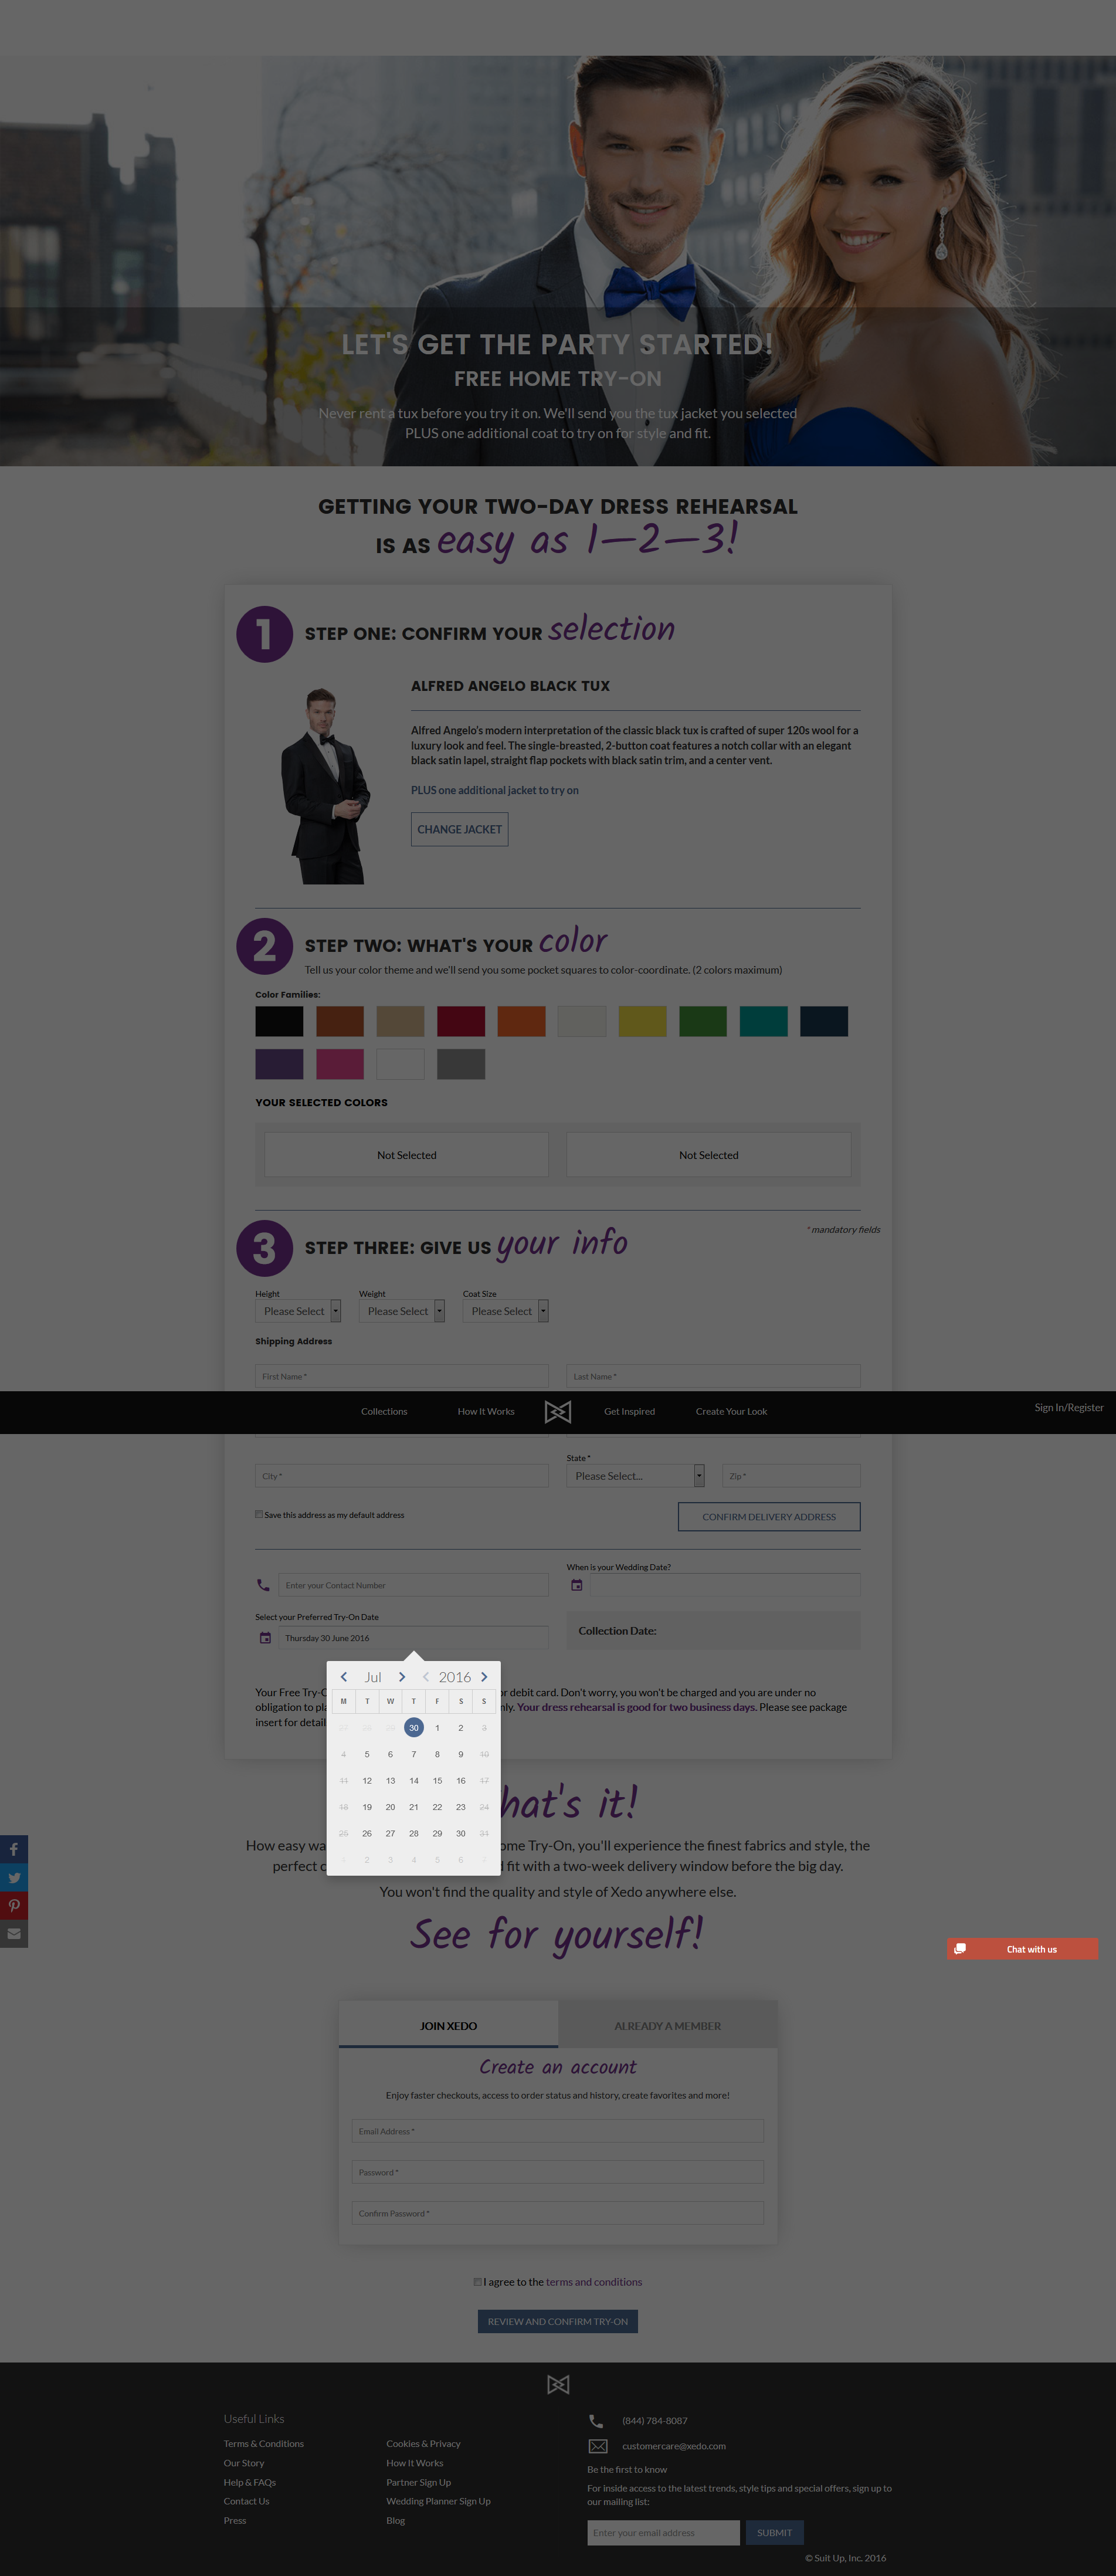 LET'S GET THE PARTY STARTED!
FREE HOME TRY-ON
Never rent a tux before you try it on. We'll send you the tux jacket you selected
PLUS one additional coat to try on for style and fit.
GETTING YOUR TWO-DAY DRESS REHEARSAL
IS AS easy as 1-2-3!
1
STEP ONE: CONFIRM YOUR selection
ALFRED ANGELO BLACK TUX
Alfred Angelo's modern interpretation of the classic black tux is crafted of super 120s wool for a
luxury look and feel. The single-breasted, 2-button coat features a notch collar with an elegant
black satin lapel, straight flap pockets with black satin trim, and a center vent.
PLUS one additional jacket to try on
CHANGE JACKET
2
STEP TWO: WHAT'S YOUR color
Tell us your color theme and we'll send you some pocket squares to color-coordinate. (2 colors maximum)
Color Families:
YOUR SELECTED COLORS
Not Selected Not Selected
3
STEP THREE: GIVE US your info
* mandatory fields
Height Weight Coat Size
Please Select Please Select Please Select
Shipping Address
First Name * Last Name *
Collections How It Works Get Inspired Create Your Look Sign In/Register
State *
City * Please Select... Zip *
Save this address as my default address CONFIRM DELIVERY ADDRESS
When is your Wedding Date?
Enter your Contact Number
Select your Preferred Try-On Date
Thursday 30 June 2016 Collection Date:
Jul 2016
M T W T F S S
27 28 29 30 1 2 3
4 5 6 7 8 9 10
11 12 13 14 15 16 17
18 19 20 21 22 23 24
25 26 27 28 29 30 31
2 3 4 5 6
Your Free Try-O or debit card. Don't worry, you won't be charged and you are under no
obligation to pla nly. Your dress rehearsal is good for two business days. Please see package
insert for detail
hat's it!
How easy wa ome Try-On, you'll experience the finest fabrics and style, the
perfect c fit with a two-week delivery window before the big day.
You won't find the quality and style of Xedo anywhere else.
See for yourself!
Chat with us
JOIN XEDO ALREADY A MEMBER
Create an account
Enjoy faster checkouts, access to order status and history, create favorites and more!
Email Address *
Password *
Confirm Password *
I agree to the terms and conditions
REVIEW AND CONFIRM TRY-ON
Useful Links
Terms & Conditions Cookies & Privacy
Our Story How It Works
Help & FAQs Partner Sign Up
Contact Us Wedding Planner Sign Up
Press Blog
(844) 784-8087
customercare@xedo.com
Be the first to know
For inside access to the latest trends, style tips and special offers, sign up to
our mailing list:
Enter your email address SUBMIT
© Suit Up, Inc. 2016